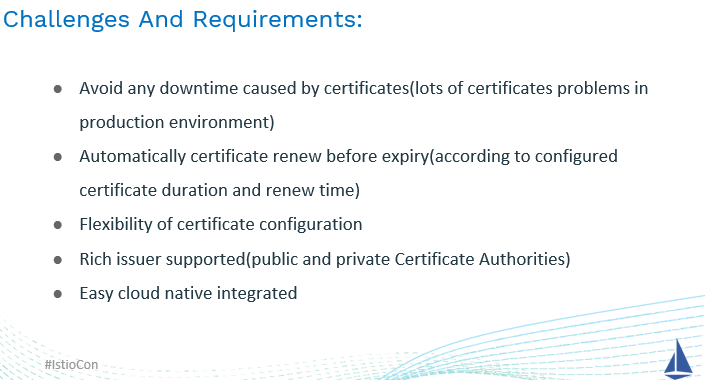 Challenges And Requirements:
● Avoid any downtime caused by certificates(lots of certificates problems in
production environment)
● Automatically certificate renew before expiry(according to configured
certificate duration and renew time)
● Flexibility of certificate configuration
● Rich issuer supported(public and private Certificate Authorities)
● Easy cloud native integrated
#IstioCon